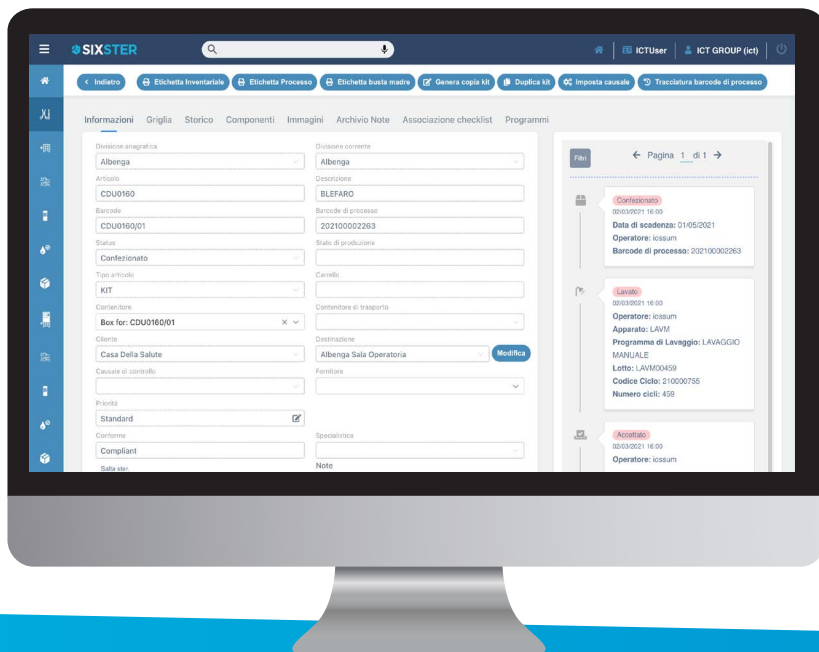 SIXSTER
ICTUser
ICT GROUP (ict)
Indietro
Etichetta Inventariale
Etichetta Processo
Etichetta busta madre
Genera copia kit
Duplica kit
Imposta causale
Tracciatura barcode di processo
Informazioni
Griglia
Storico
Componenti
Immagini
Archivio Note
Associazione checklist
Programmi
Divisione anagrafica
Divisione corrente
Albenga
Albenga
Articolo
Descrizione
CDU0160
BLEFARO
Barcode
Barcode di processo
CDU0160/01
202100002263
Status
Stato di produzione
Confezionato
Tipo articolo
Carrello
KIT
Contenitore
Contenitore di trasporto
Box for: CDU0160/01
Cliente
Destinazione
Casa Della Salute
Albenga Sala Operatoria
Modifica
Causale di controllo
Fornitore
Priorità
Standard
Conforme
Specialistica
Compliant
Salta ster.
Note
Filtri
Pagina 1 di 1
Confezionato
02/03/2021 16:00
Data di scadenza: 01/05/2021
Operatore: iossum
Barcode di processo: 202100002263
Lavato
02/03/2021 16:00
Operatore: iossum
Apparato: LAVM
Programma di Lavaggio: LAVAGGIO
MANUALE
Lotto: LAVM00459
Codice Ciclo: 210000755
Numero cicli: 459
Accettato
02/03/2021 16:00
Operatore: iossum